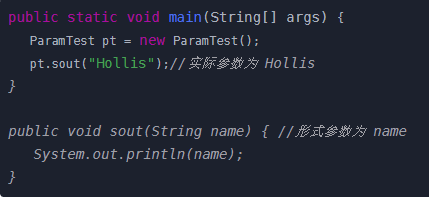 public static void main(String[] args) {
ParamTest pt = new ParamTest();
pt.sout("Hollis");//实际参数为 Hollis
}
public void sout(String name) { //形式参数为 name
System.out.println(name);
}